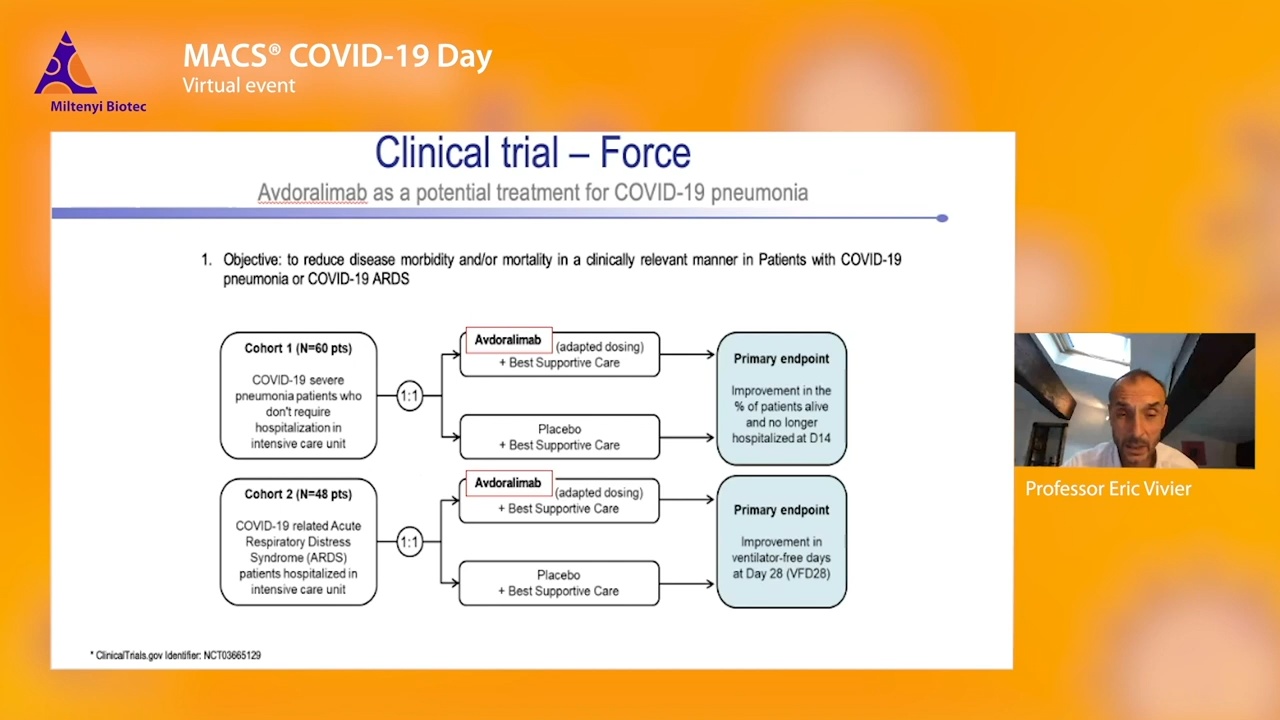 MACS® COVID-19 Day
Virtual event
Miltenyi Biotec
Clinical trial – Force
Avdoralimab as a potential treatment for COVID-19 pneumonia
1. Objective: to reduce disease morbidity and/or mortality in a clinically relevant manner in Patients with COVID-19
pneumonia or COVID-19 ARDS
Cohort 1 (N=60 pts)
COVID-19 severe
pneumonia patients who
don't require
hospitalization in
intensive care unit
1:1
Avdoralimab
(adapted dosing)
+ Best Supportive Care
Placebo
+ Best Supportive Care
Primary endpoint
Improvement in the
% of patients alive
and no longer
hospitalized at D14
Cohort 2 (N=48 pts)
COVID-19 related Acute
Respiratory Distress
Syndrome (ARDS)
patients hospitalized in
intensive care unit
1:1
Avdoralimab
(adapted dosing)
+ Best Supportive Care
Placebo
+ Best Supportive Care
Primary endpoint
Improvement in
ventilator-free days
at Day 28 (VFD28)
* ClinicalTrials.gov Identifier: NCT03665129
Professor Eric Vivier